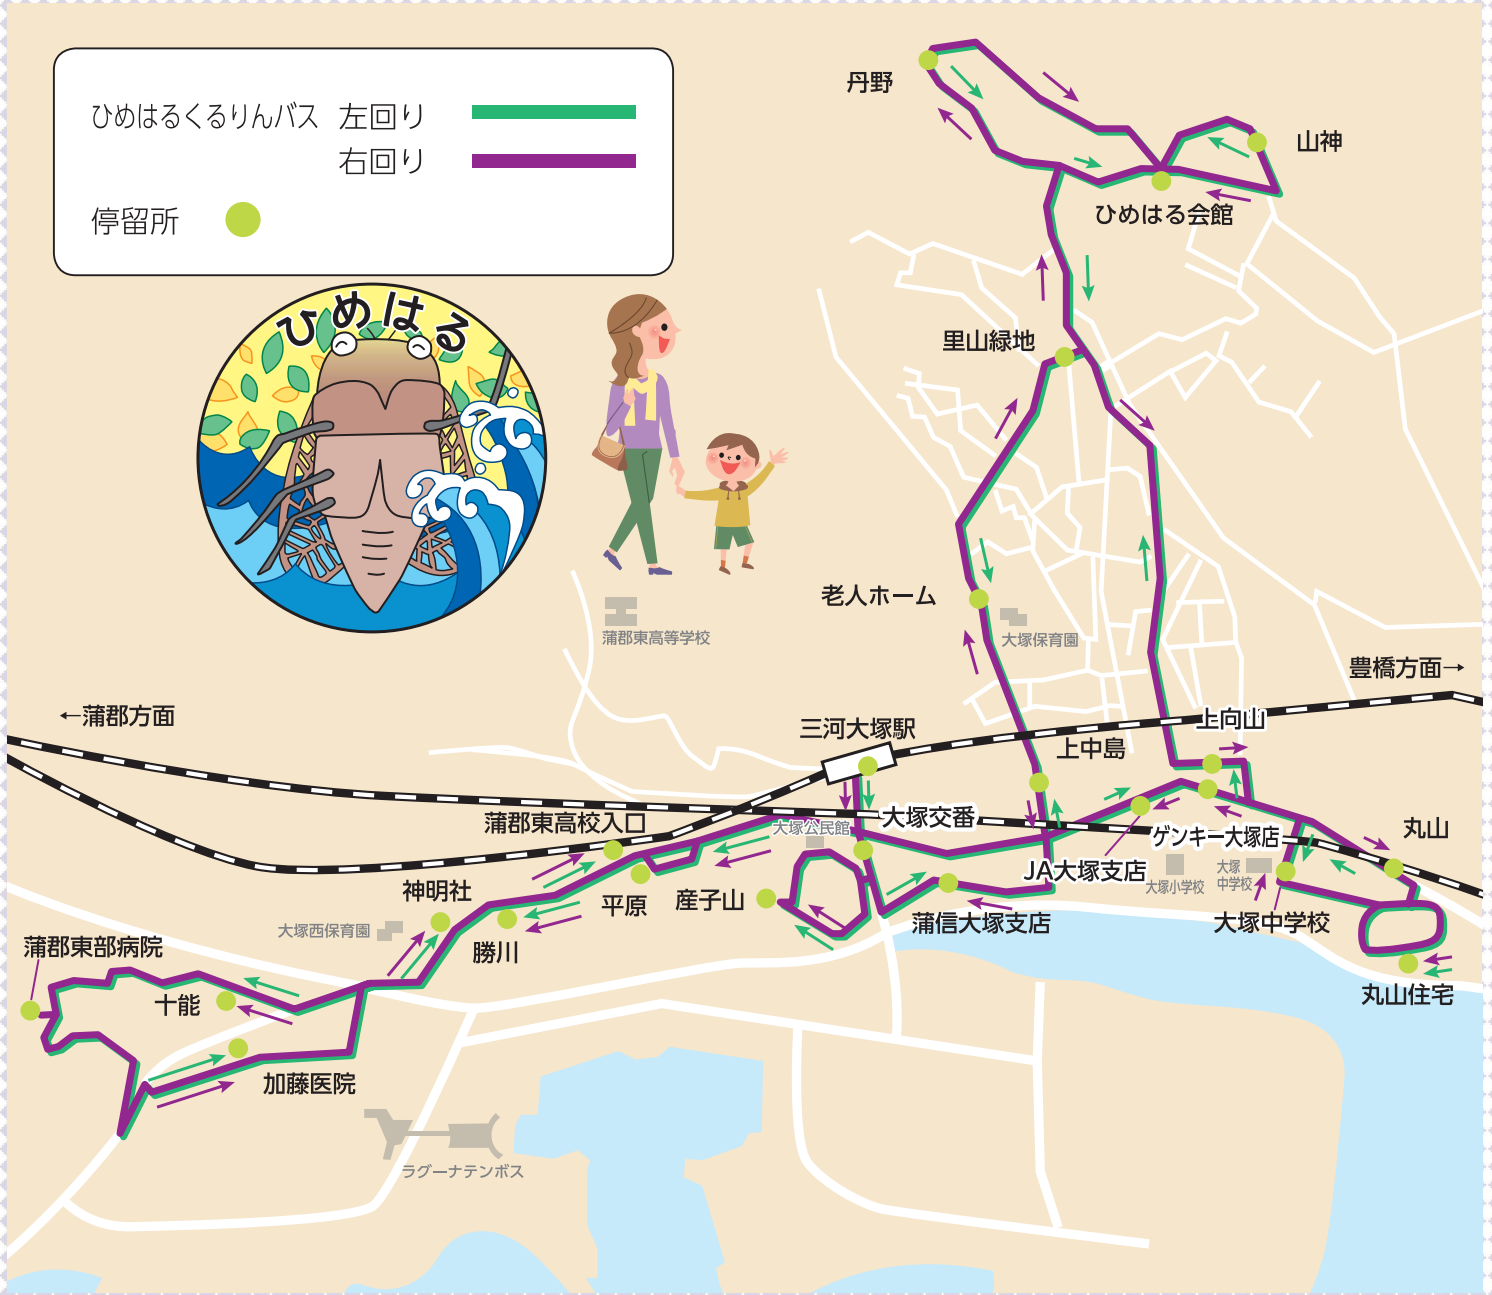 ひめはるくるりんバス 左回り
右回り
停留所
ひめはる
丹野
山神
ひめはる会館
里山緑地
老人ホーム
蒲郡東高等学校
大塚保育園
豊橋方面→
←蒲郡方面
三河大塚駅
上向山
上中島
大塚交番
蒲郡東高校入口
大塚公民館
ゲンキー大塚店
丸山
JA大塚支店
大塚小学校
大塚
中学校
神明社
平原
産子山
蒲信大塚支店
大塚中学校
大塚西保育園
勝川
蒲郡東部病院
十能
丸山住宅
加藤医院
ラグーナテンボス